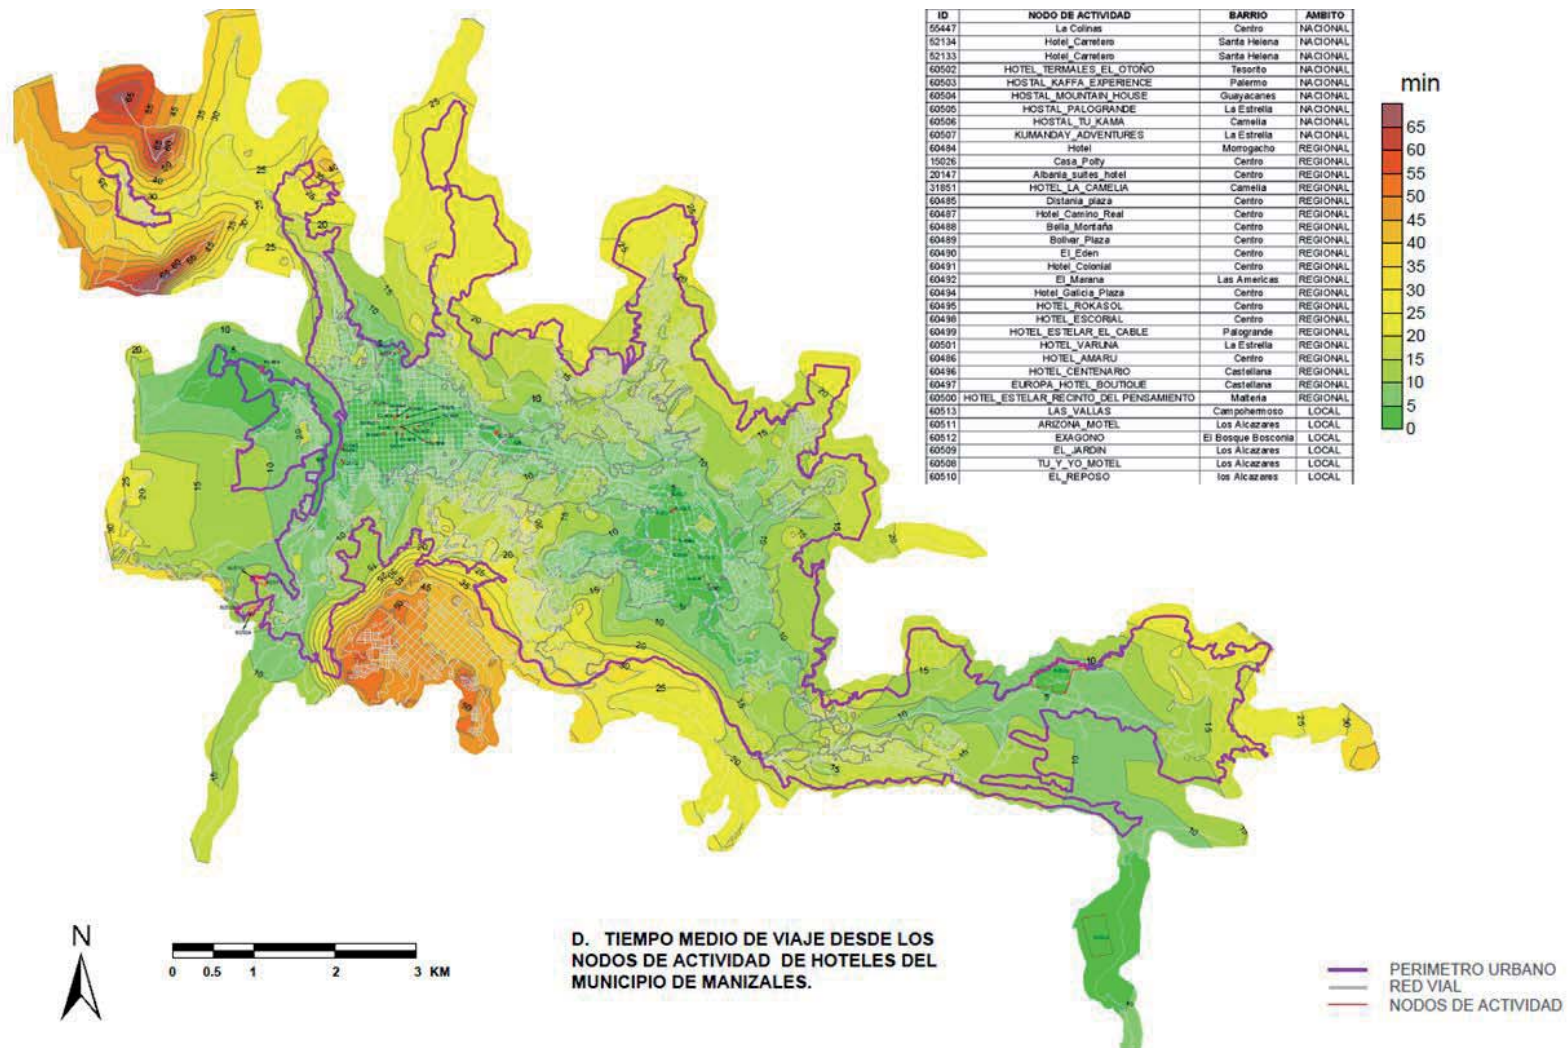 ID NODO DE ACTIVIDAD BARRIO AMBITO
55447 La Colinas Centro NACIONAL
52134 Hotel_Carretero Santa Helena NACIONAL
52133 Hotel_Carretero Santa Helena NACIONAL
60502 HOTEL_TERMALES_EL_OTOÑO Tesorito NACIONAL
60503 HOSTAL_KAFFA_EXPERIENCE Palermo NACIONAL
60504 HOSTAL_MOUNTAIN_HOUSE Guayacanes NACIONAL
60505 HOSTAL_PALOGRANDE La Estrella NACIONAL
60506 HOSTAL_TU_KAMA Camelia NACIONAL
60507 KUMANDAY_ADVENTURES La Estrella NACIONAL
60484 Hotel Morrogacho REGIONAL
15026 Casa_Polty Centro REGIONAL
20147 Albania_suites_hotel Centro REGIONAL
31851 HOTEL_LA_CAMELIA Camelia REGIONAL
60485 Distania_plaza Centro REGIONAL
60487 Hotel_Camino_Real Centro REGIONAL
60488 Bella_Montaña Centro REGIONAL
60489 Bolivar_Plaza Centro REGIONAL
60490 El_Eden Centro REGIONAL
60491 Hotel_Colonial Centro REGIONAL
60492 El_Marana Las Americas REGIONAL
60494 Hotel_Galicia_Plaza Centro REGIONAL
60495 HOTEL_ROKASOL Centro REGIONAL
60498 HOTEL_ESCORIAL Centro REGIONAL
60499 HOTEL_ESTELAR_EL_CABLE Palogrande REGIONAL
60501 HOTEL_VARUNA La Estrella REGIONAL
60486 HOTEL_AMARU Centro REGIONAL
60496 HOTEL_CENTENARIO Castellana REGIONAL
60497 EUROPA_HOTEL_BOUTIQUE Castellana REGIONAL
60500 HOTEL_ESTELAR_RECINTO_DEL_PENSAMIENTO Malteria REGIONAL
60513 LAS_VALLAS Campohermoso LOCAL
60511 ARIZONA_MOTEL Los Alcazares LOCAL
60512 EXAGONO El Bosque Bosconia LOCAL
60509 EL_JARDIN Los Alcazares LOCAL
60508 TU_Y_YO_MOTEL Los Alcazares LOCAL
60510 EL_REPOSO los Alcazares LOCAL
min
65
60
55
50
45
40
35
30
25
20
15
10
5
0
N
0 0.5 1 2 3 KM
D. TIEMPO MEDIO DE VIAJE DESDE LOS
NODOS DE ACTIVIDAD DE HOTELES DEL
MUNICIPIO DE MANIZALES.
PERIMETRO URBANO
RED VIAL
NODOS DE ACTIVIDAD